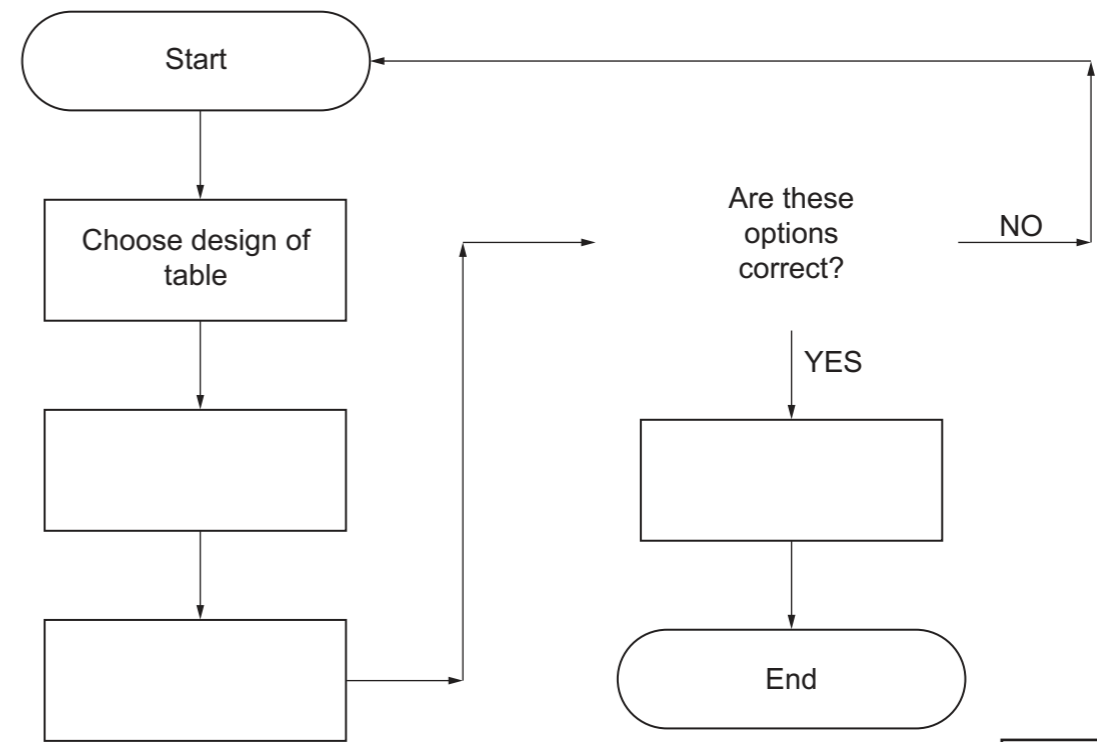 Start
Choose design of
table
Are these
options
correct?
NO
YES
End